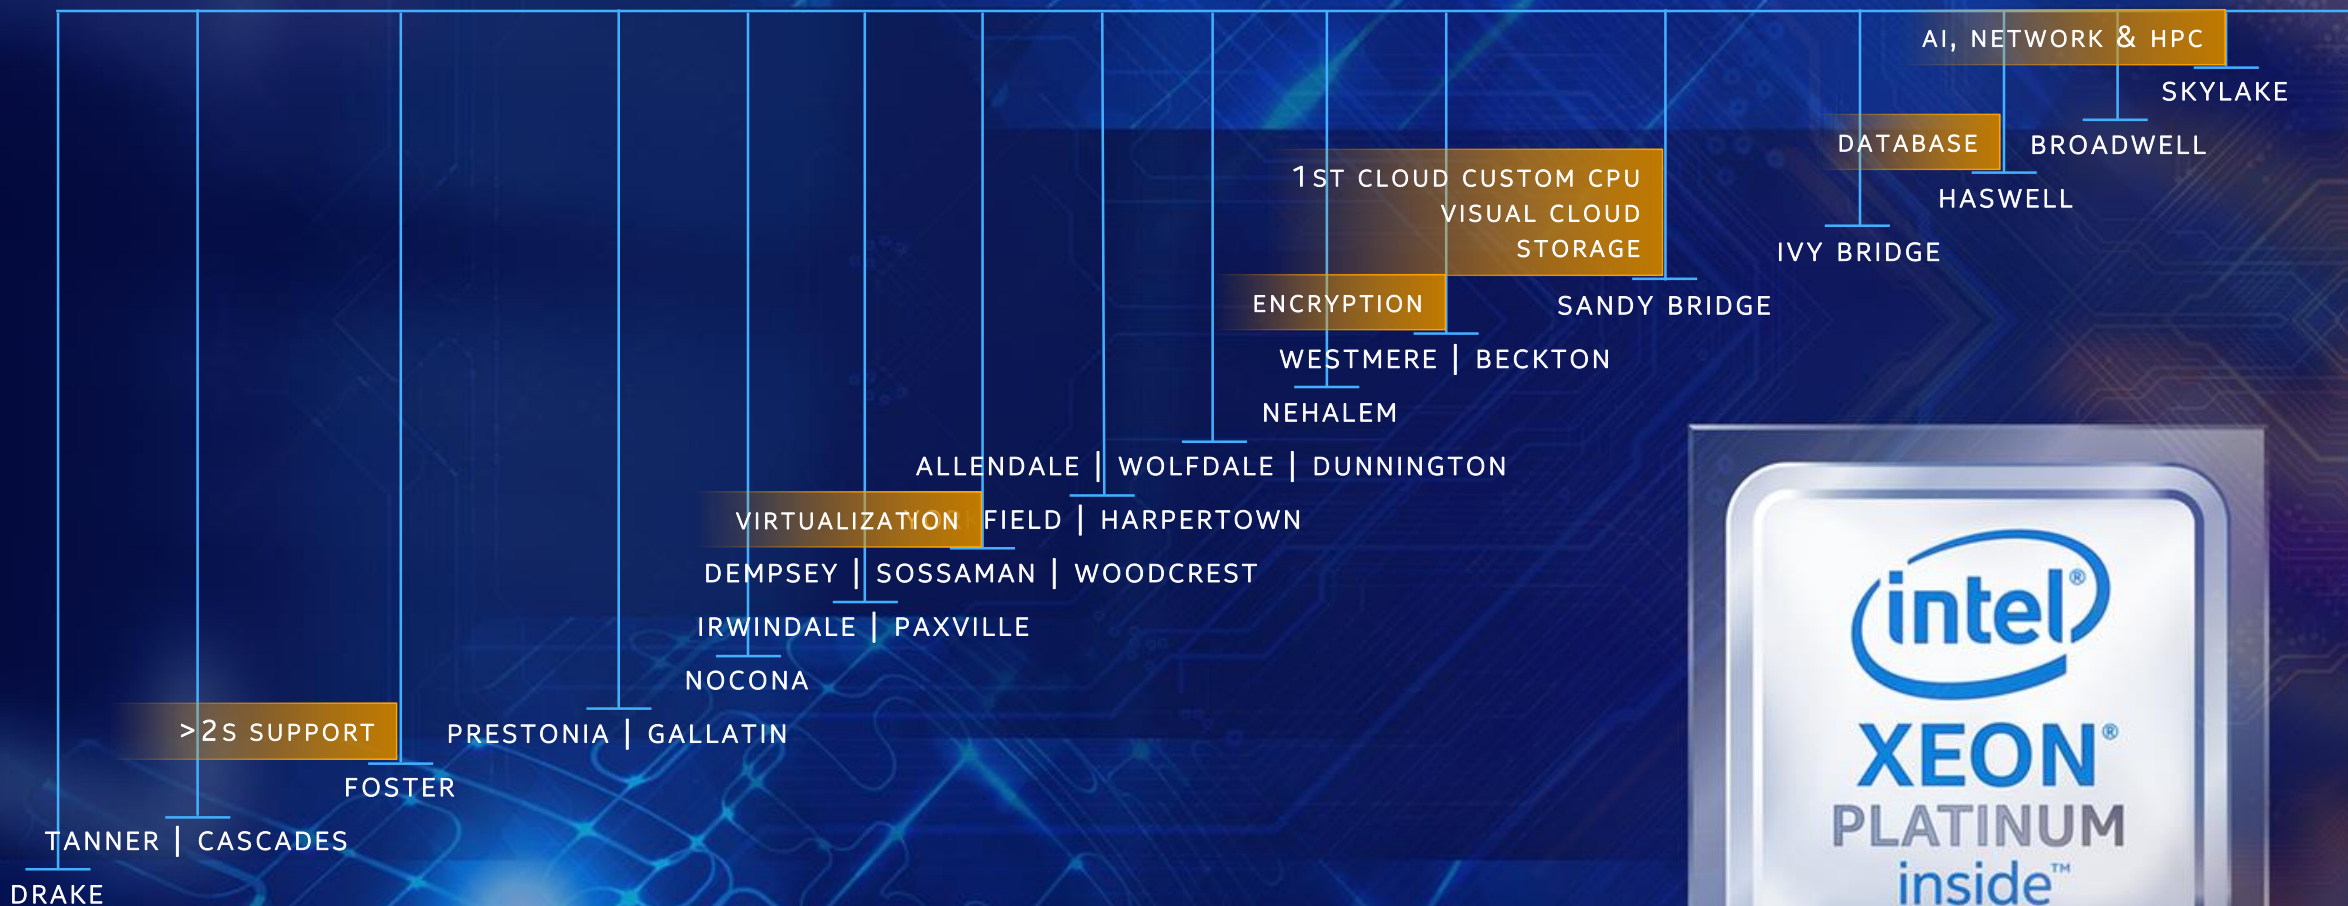 AI, NETWORK & HPC
SKYLAKE
DATABASE
BROADWELL
1ST CLOUD CUSTOM CPU
VISUAL CLOUD
STORAGE
HASWELL
IVY BRIDGE
ENCRYPTION
SANDY BRIDGE
WESTMERE | BECKTON
NEHALEM
ALLENDALE | WOLFDALE | DUNNINGTON
VIRTUALIZATION
FIELD | HARPERTOWN
DEMPSEY | SOSSAMAN | WOODCREST
IRWINDALE | PAXVILLE
NOCONA
>2S SUPPORT
PRESTONIA | GALLATIN
FOSTER
TANNER | CASCADES
DRAKE
intel®
XEON®
PLATINUM
inside™